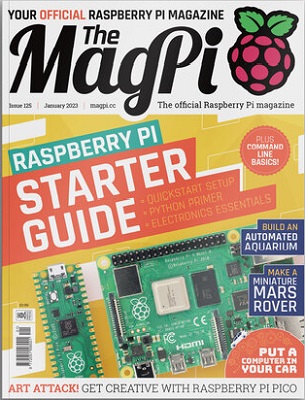 YOUR OFFICIAL RASPBERRY PI MAGAZINE
The
MagPi
Issue 125 | January 2023 | magpi.cc
The official Raspberry Pi magazine
RASPBERRY PI
STARTER
GUIDE
• QUICKSTART SETUP
• PYTHON PRIMER
• ELECTRONICS ESSENTIALS
PLUS
COMMAND
LINE
BASICS!
BUILD AN
AUTOMATED
AQUARIUM
MAKE A
MINIATURE
MARS
ROVER
HDMI
PUT A
COMPUTER IN
YOUR CAR
ART ATTACK! GET CREATIVE WITH RASPBERRY PI PICO